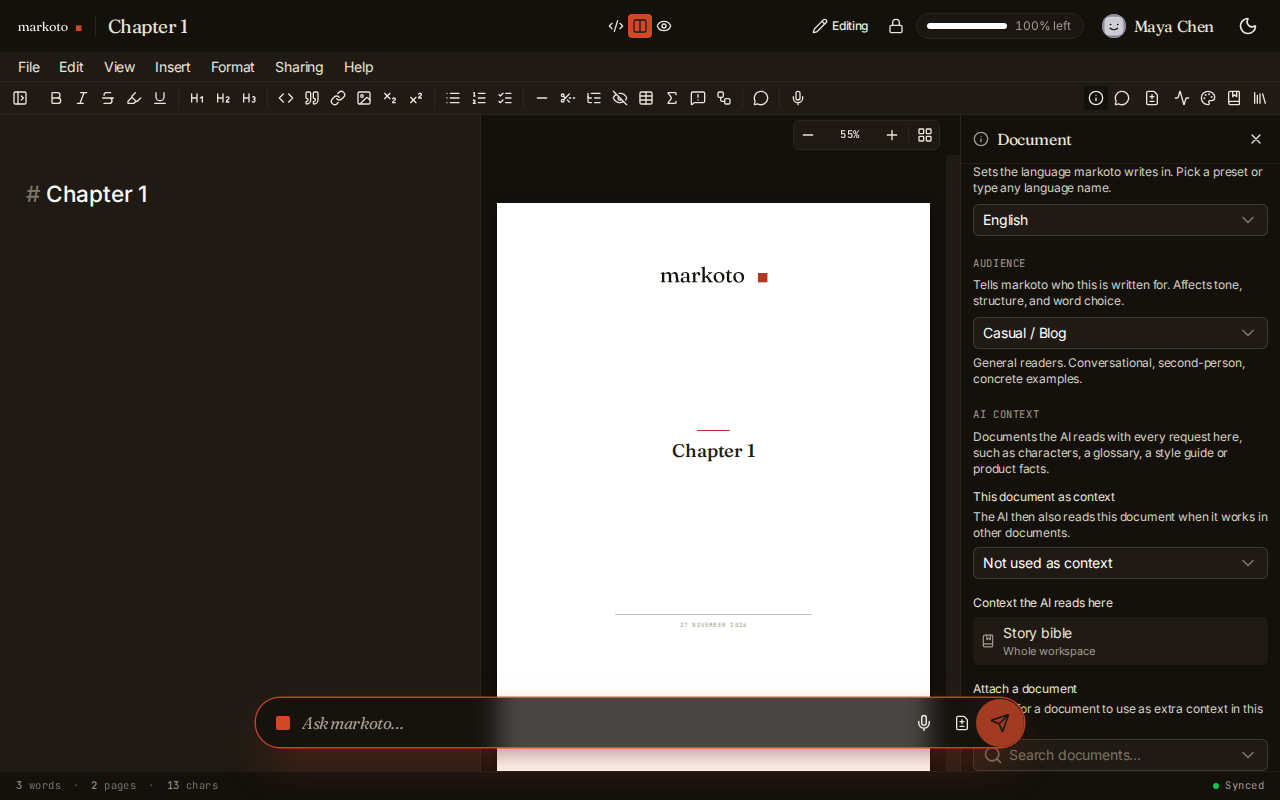 markoto
Chapter 1
Editing
100% left
Maya Chen
File Edit View Insert Format Sharing Help
B I S U H1 H2 H3 X2 X2
55%
Document
# Chapter 1
Sets the language markoto writes in. Pick a preset or
type any language name.
English
AUDIENCE
Tells markoto who this is written for. Affects tone,
structure, and word choice.
Casual / Blog
General readers. Conversational, second-person,
concrete examples.
AI CONTEXT
Documents the AI reads with every request here,
such as characters, a glossary, a style guide or
product facts.
This document as context
The AI then also reads this document when it works in
other documents.
Not used as context
Context the AI reads here
Story bible
Whole workspace
Attach a document
for a document to use as extra context in this
Search documents...
markoto
Chapter 1
27 NOVEMBER 2026
Ask markoto...
3 words · 2 pages · 13 chars
Synced